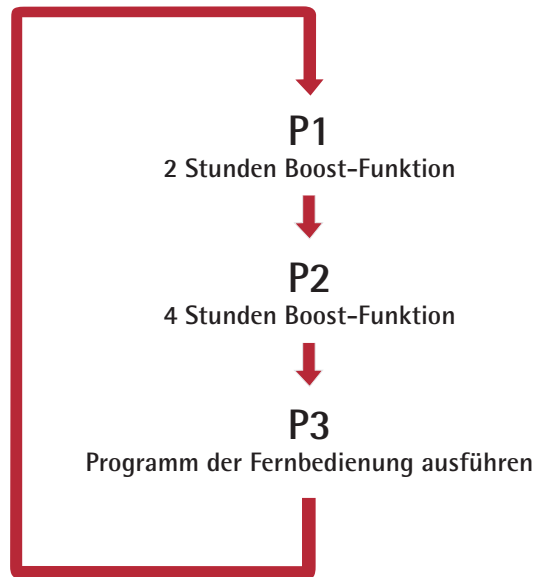 P1
2 Stunden Boost-Funktion
P2
4 Stunden Boost-Funktion
P3
Programm der Fernbedienung ausführen